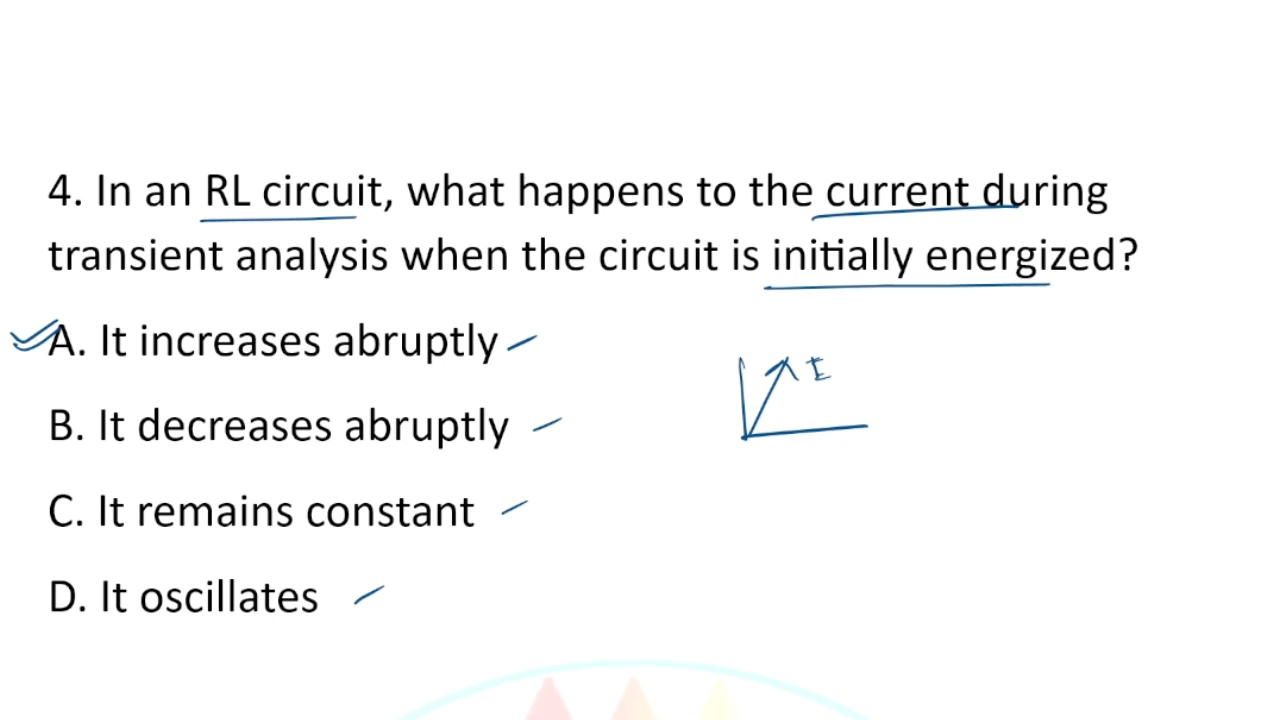 4. In an RL circuit, what happens to the current during
transient analysis when the circuit is initially energized?
A. It increases abruptly
B. It decreases abruptly
C. It remains constant
D. It oscillates